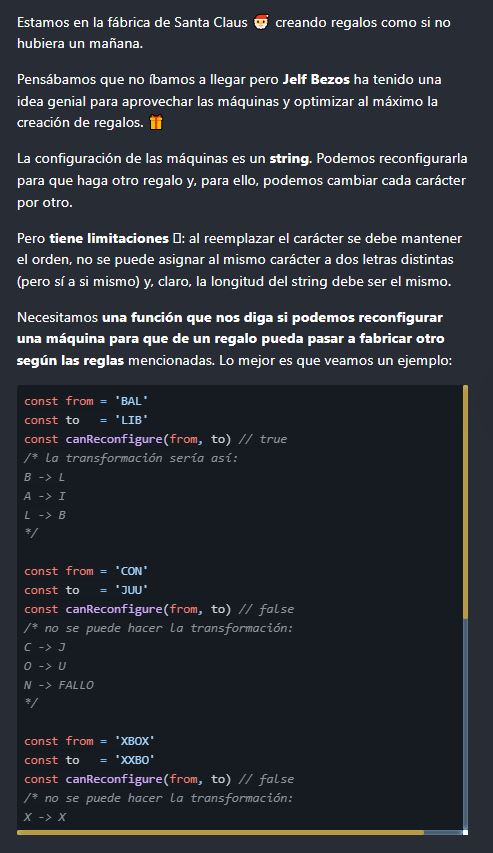 Estamos en la fábrica de Santa Claus 🎅 creando regalos como si no
hubiera un mañana.
Pensábamos que no íbamos a llegar pero Jelf Bezos ha tenido una
idea genial para aprovechar las máquinas y optimizar al máximo la
creación de regalos. 🎁
La configuración de las máquinas es un string. Podemos reconfigurarla
para que haga otro regalo y, para ello, podemos cambiar cada carácter
por otro.
Pero tiene limitaciones ▯: al reemplazar el carácter se debe mantener
el orden, no se puede asignar al mismo carácter a dos letras distintas
(pero sí a si mismo) y, claro, la longitud del string debe ser el mismo.
Necesitamos una función que nos diga si podemos reconfigurar
una máquina para que de un regalo pueda pasar a fabricar otro
según las reglas mencionadas. Lo mejor es que veamos un ejemplo:
const from = 'BAL'
const to   = 'LIB'
const canReconfigure(from, to) // true
/* la transformación sería así:
B -> L
A -> I
L -> B
*/
const from = 'CON'
const to   = 'JUU'
const canReconfigure(from, to) // false
/* no se puede hacer la transformación:
C -> J
O -> U
N -> FALLO
*/
const from = 'XBOX'
const to   = 'XXBO'
const canReconfigure(from, to) // false
/* no se puede hacer la transformación:
X -> X